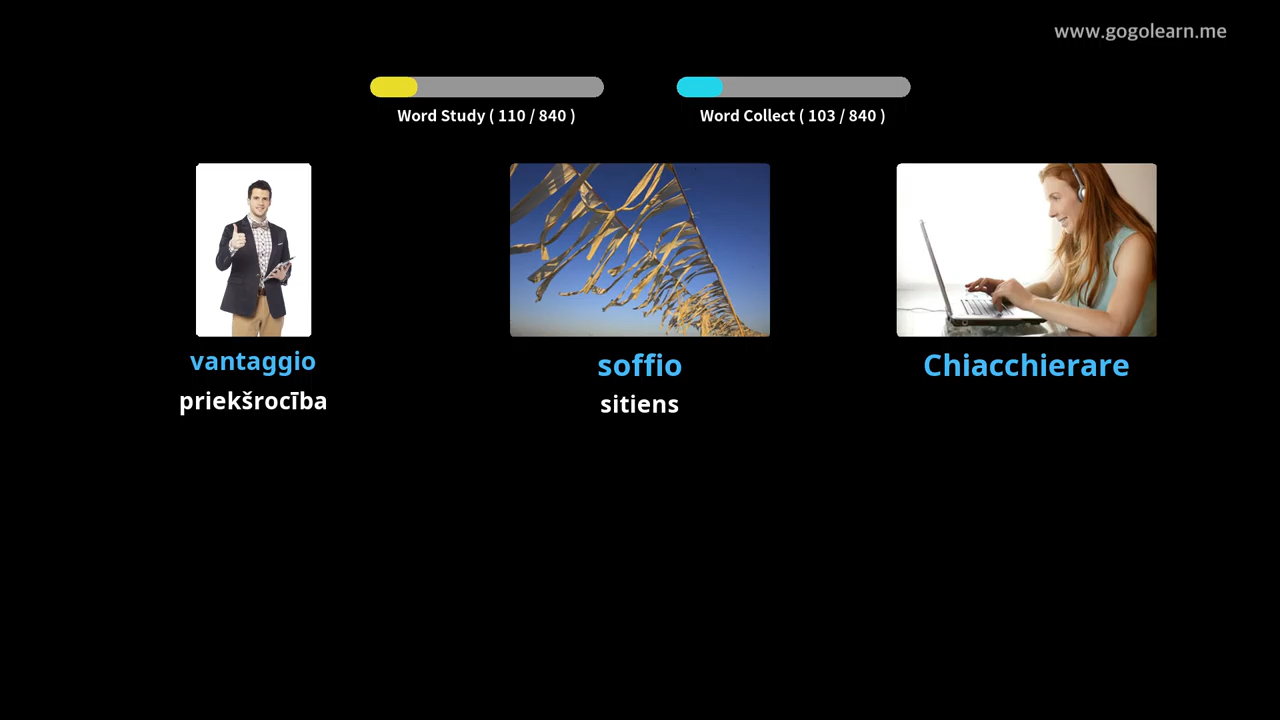 www.gogolearn.me
Word Study ( 110 / 840 )
Word Collect ( 103 / 840 )
vantaggio
priekšrocība
soffio
sitiens
Chiacchierare